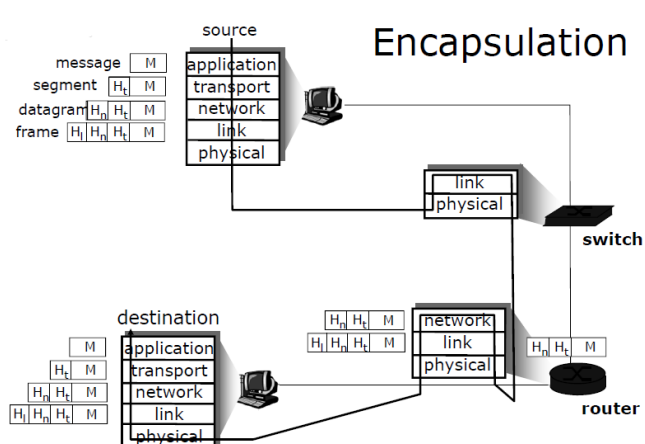 source
Encapsulation
message M
application
segment Ht M
transport
datagram Hn Ht M
network
frame Hl Hn Ht M
link
physical
link
physical
switch
destination
Hn Ht M
network
Hl Hn Ht M
link
physical
Hn Ht M
router
M
application
Ht M
transport
Hn Ht M
network
Hl Hn Ht M
link
physical